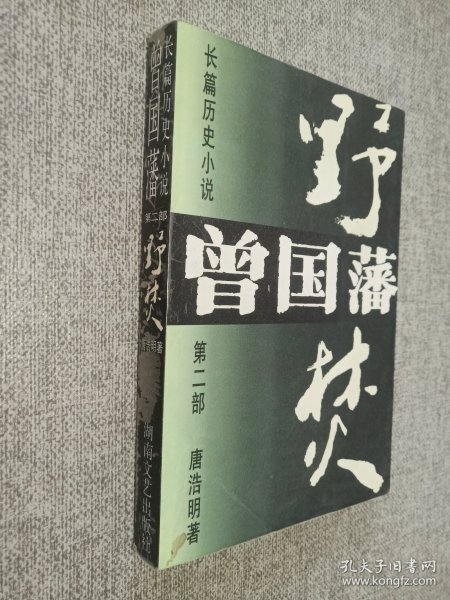 长篇历史小说
曾国藩
第二部
野焚
唐浩明著
湖南文艺出版社
长篇历史小说
野焚
曾国藩
第二部
唐浩明著
孔夫子旧书网
www.kongfz.com